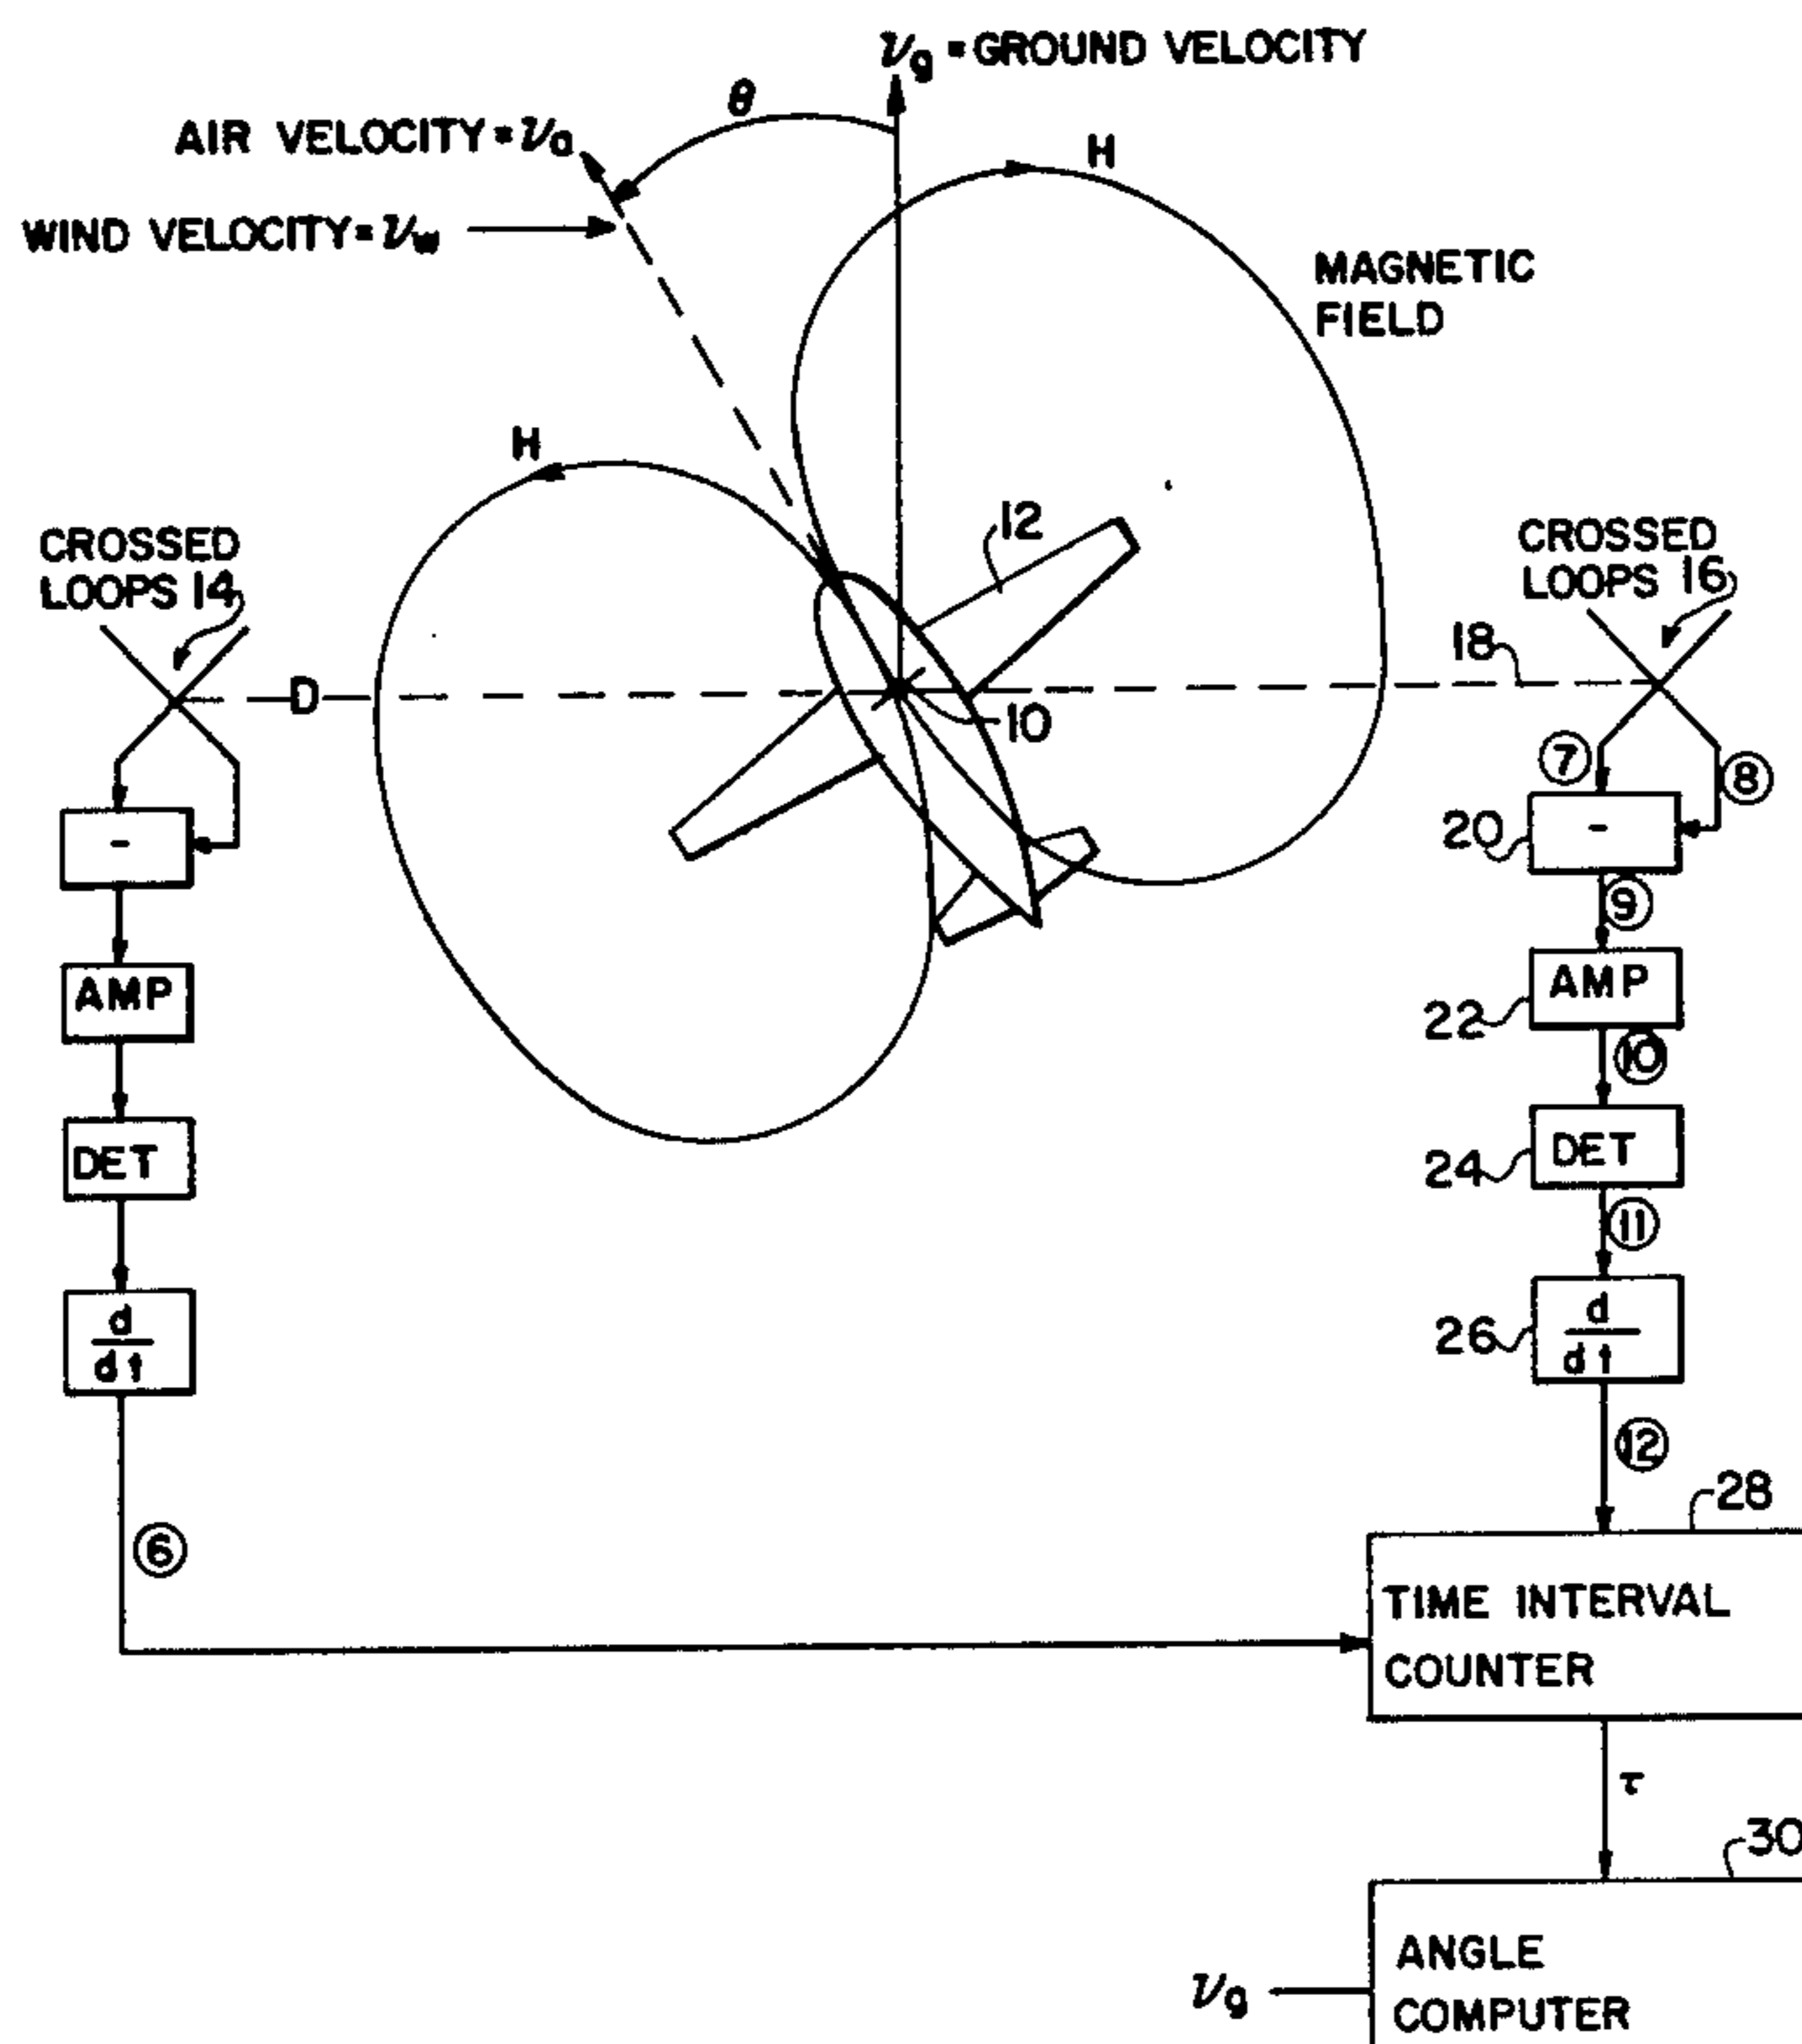 𝒱g = GROUND VELOCITY
θ
AIR VELOCITY = 𝒱a
H
WIND VELOCITY = 𝒱w
MAGNETIC
FIELD
H
12
CROSSED
LOOPS 14
CROSSED
LOOPS 16
18
D
10
7
8
-
20
-
9
AMP
22
AMP
10
DET
24
DET
11
d
dt
26
d
dt
12
28
6
TIME INTERVAL
COUNTER
τ
30
𝒱g
ANGLE
COMPUTER